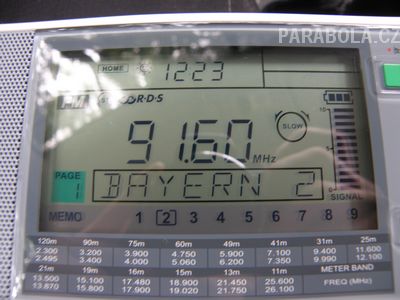 PARABOLA.CZ
HOME 1223
FM R·D·S
10
91.60 MHz
SLOW
5
PAGE
1
BAYERN 2
0
SIGNAL
MEMO 1 2 3 4 5 6 7 8 9
120m 90m 75m 60m 49m 41m 31m 25m
2.300 3.200 3.900 4.750 5.900 7.100 9.400 11.600
2.495 3.400 4.000 5.060 6.200 7.350 9.990 12.100
21m 19m 16m 15m 13m 11m METER BAND
13.500 15.100 17.480 18.900 21.450 25.600 FREQ (MHz)
13.870 15.800 17.900 19.020 21.750 26.100